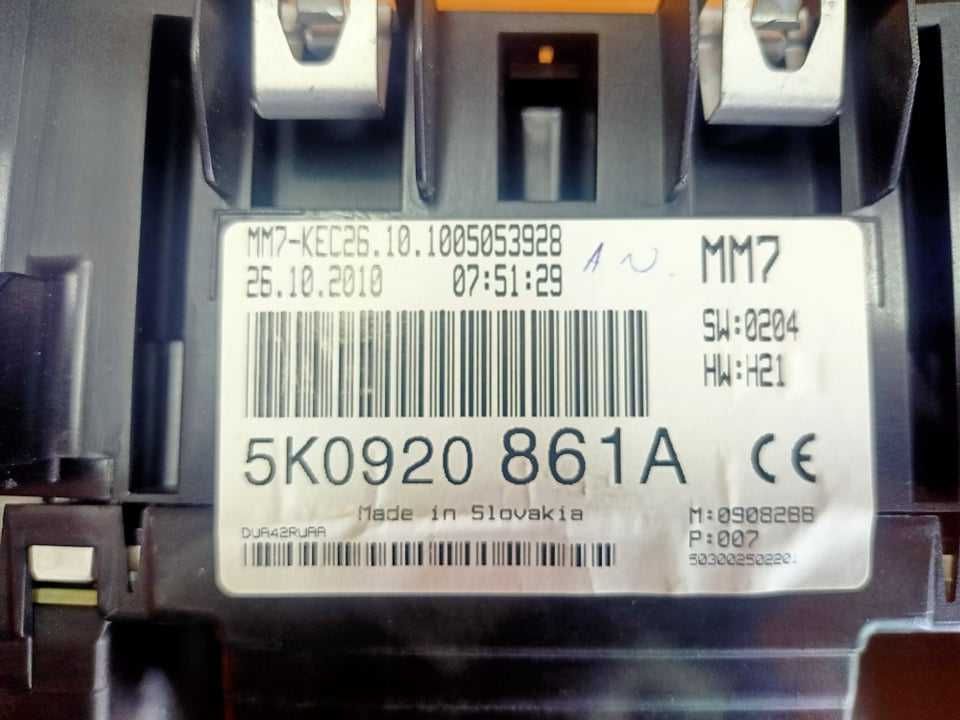 MM7-KEC26.10.1005053928
26.10.2010 07:51:29
A N.
MM7
SW:0204
HW:H21
5K0920 861A CE
Made in Slovakia
DUA42RUAA
M:0908288
P:007
503002502201